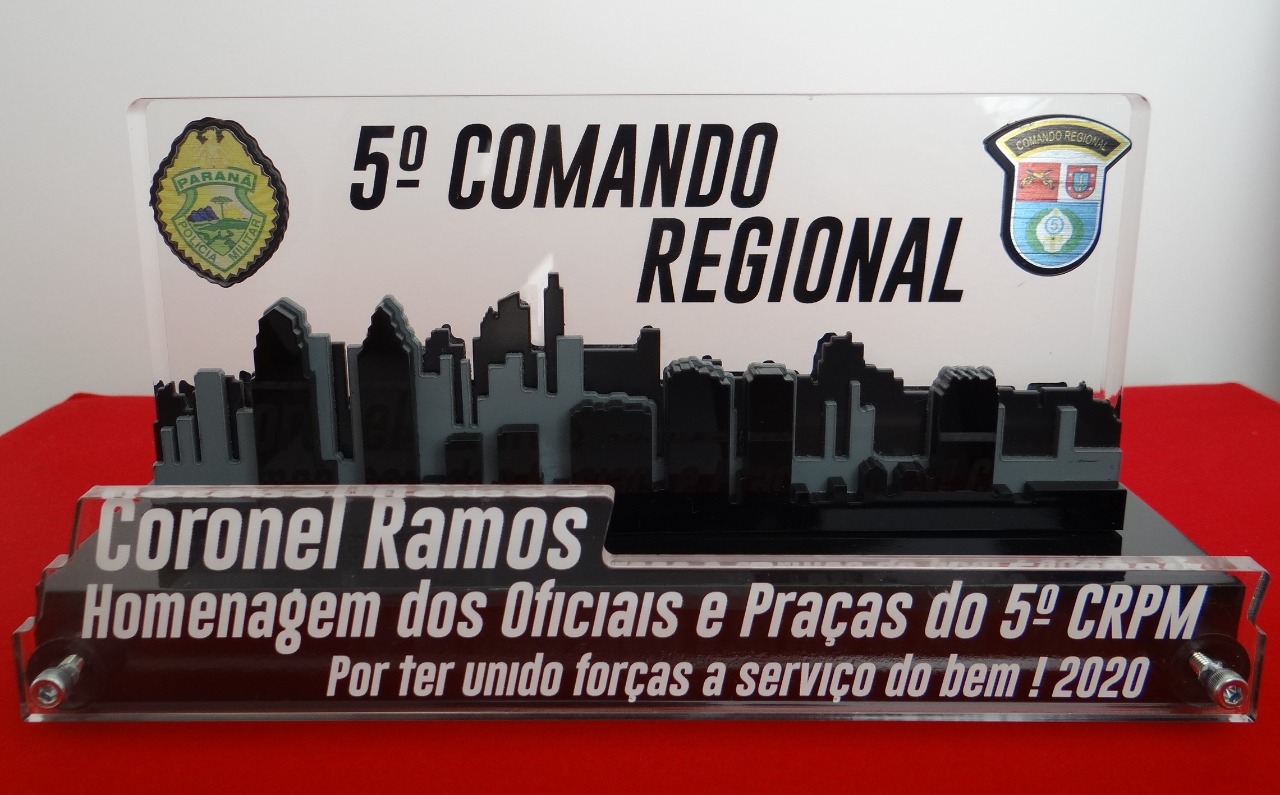 5º COMANDO
REGIONAL
PARANÁ
POLÍCIA MILITAR
COMANDO REGIONAL
5
Coronel Ramos
Homenagem dos Oficiais e Praças do 5º CRPM
Por ter unido forças a serviço do bem ! 2020